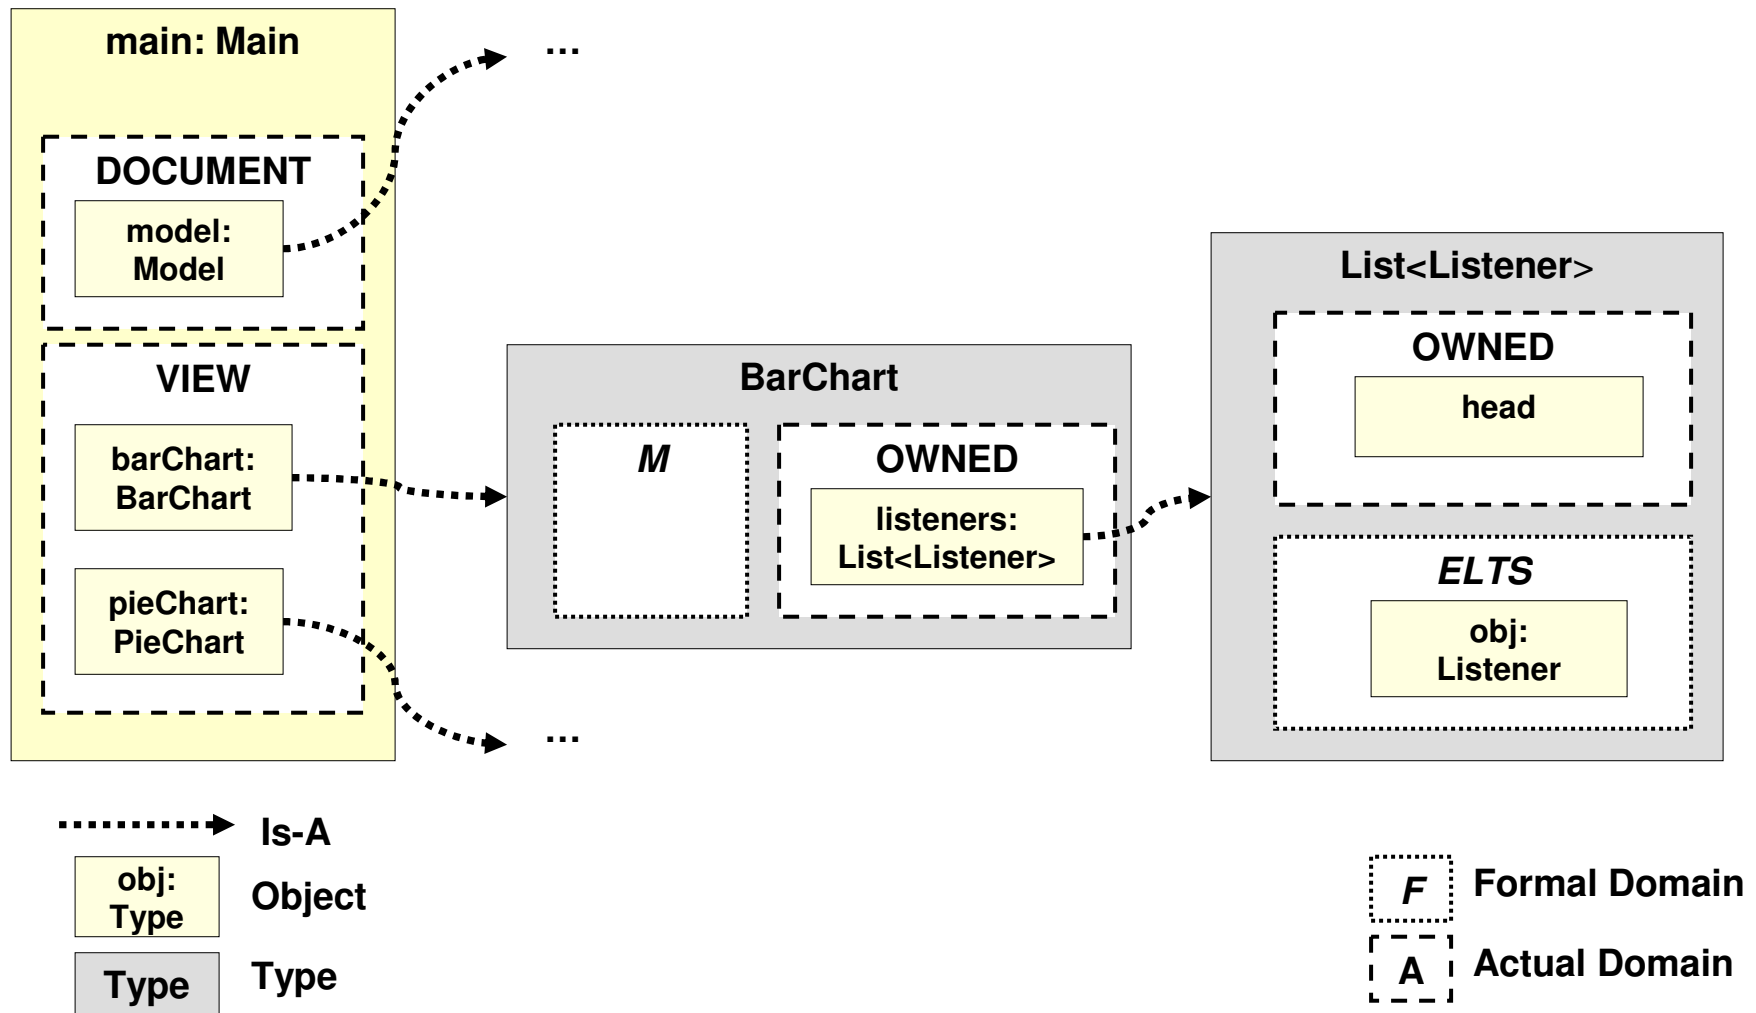 main: Main
...
DOCUMENT
model:
Model
VIEW
barChart:
BarChart
pieChart:
PieChart
...
BarChart
M
OWNED
listeners:
List<Listener>
List<Listener>
OWNED
head
ELTS
obj:
Listener
Is-A
obj:
Type
Object
Type
Type
F
Formal Domain
A
Actual Domain